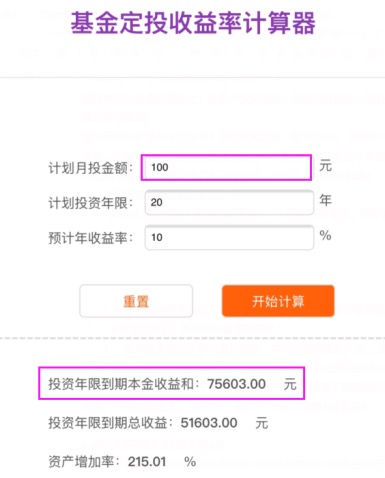 基金定投收益率计算器
计划月投金额： 100 元
计划投资年限： 20 年
预计年收益率： 10 %
重置 开始计算
投资年限到期本金收益和：75603.00 元
投资年限到期总收益：51603.00 元
资产增加率：215.01 %